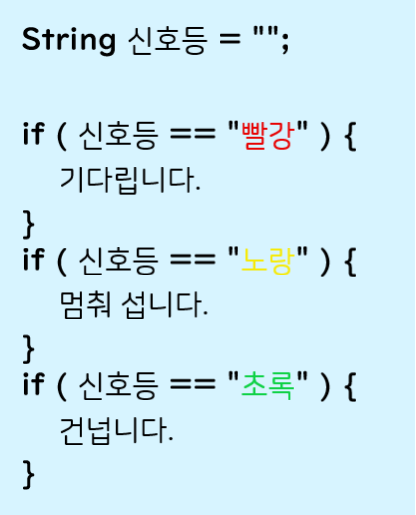 String 신호등 = "";
if ( 신호등 == "빨강" ) {
기다립니다.
}
if ( 신호등 == "노랑" ) {
멈춰 섭니다.
}
if ( 신호등 == "초록" ) {
건넙니다.
}